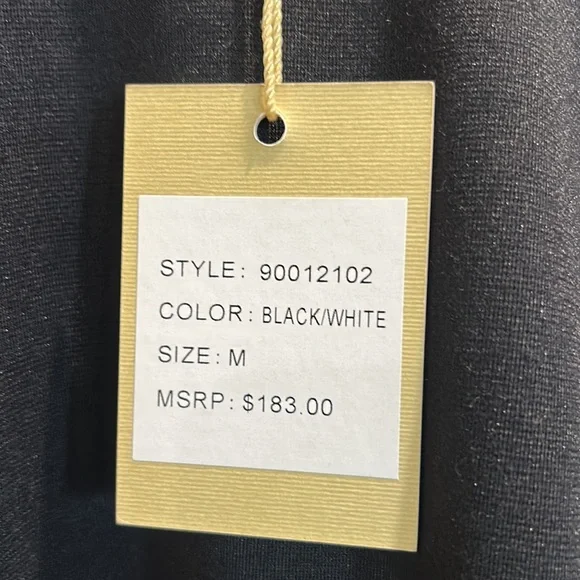 STYLE: 90012102
COLOR: BLACK/WHITE
SIZE: M
MSRP: $183.00